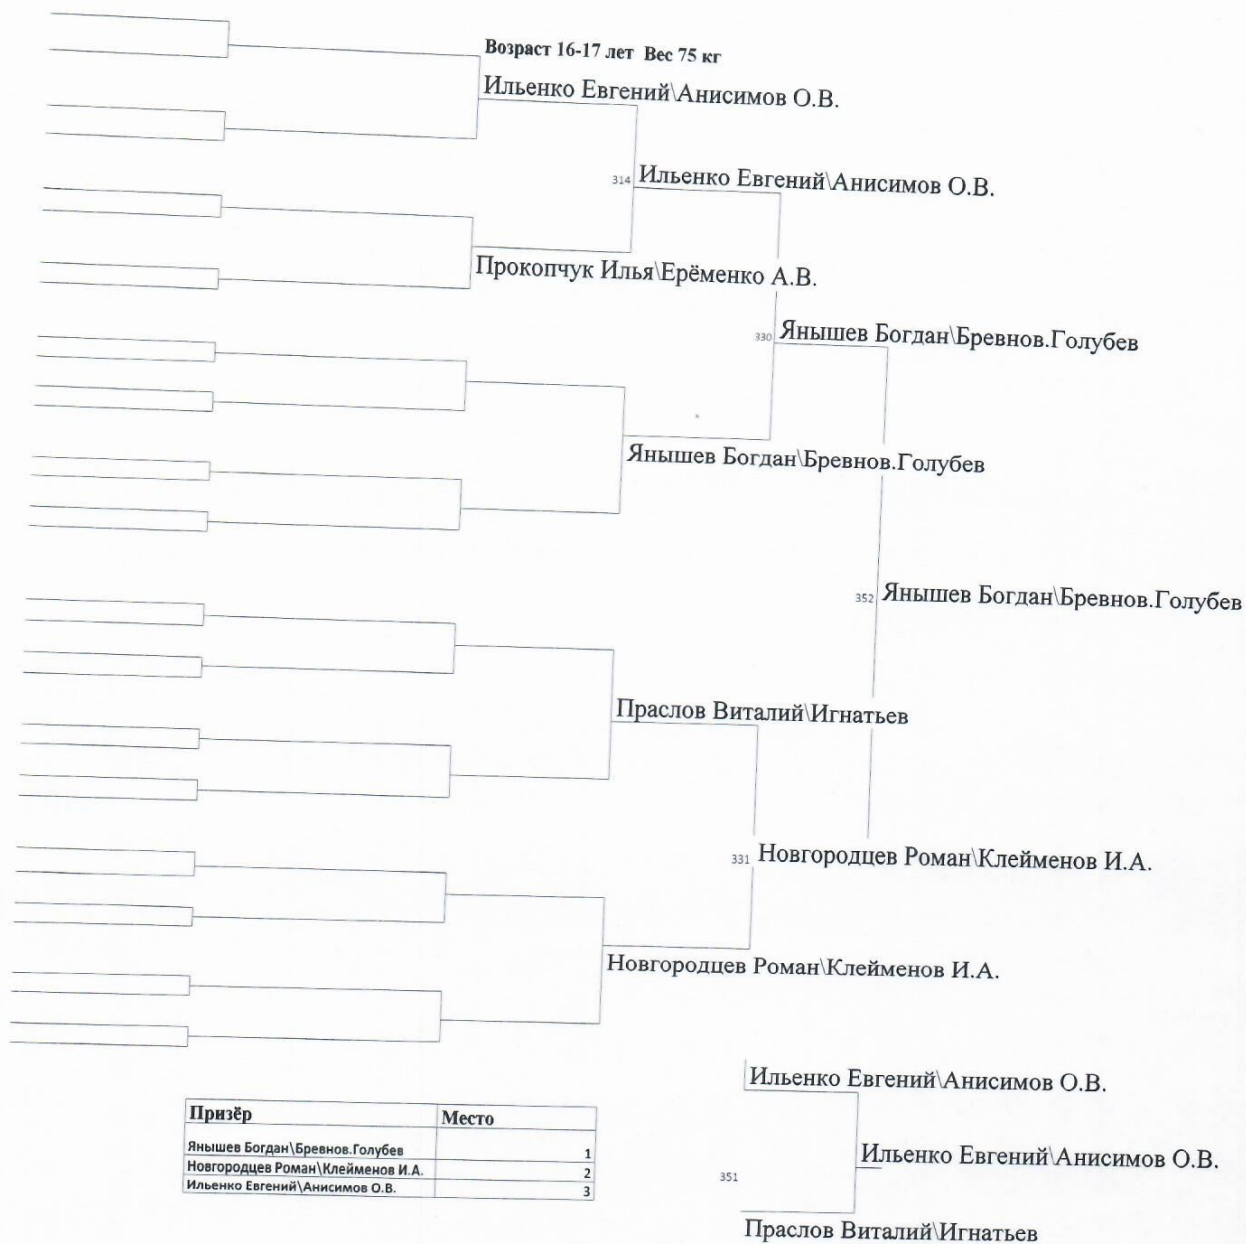 Возраст 16-17 лет Вес 75 кг
Ильенко Евгений\Анисимов О.В.
314 Ильенко Евгений\Анисимов О.В.
Прокопчук Илья\Ерёменко А.В.
330 Янышев Богдан\Бревнов.Голубев
Янышев Богдан\Бревнов.Голубев
352 Янышев Богдан\Бревнов.Голубев
Праслов Виталий\Игнатьев
331 Новгородцев Роман\Клейменов И.А.
Новгородцев Роман\Клейменов И.А.
Ильенко Евгений\Анисимов О.В.
351 Ильенко Евгений\Анисимов О.В.
Праслов Виталий\Игнатьев
Призёр Место
Янышев Богдан\Бревнов.Голубев 1
Новгородцев Роман\Клейменов И.А. 2
Ильенко Евгений\Анисимов О.В. 3